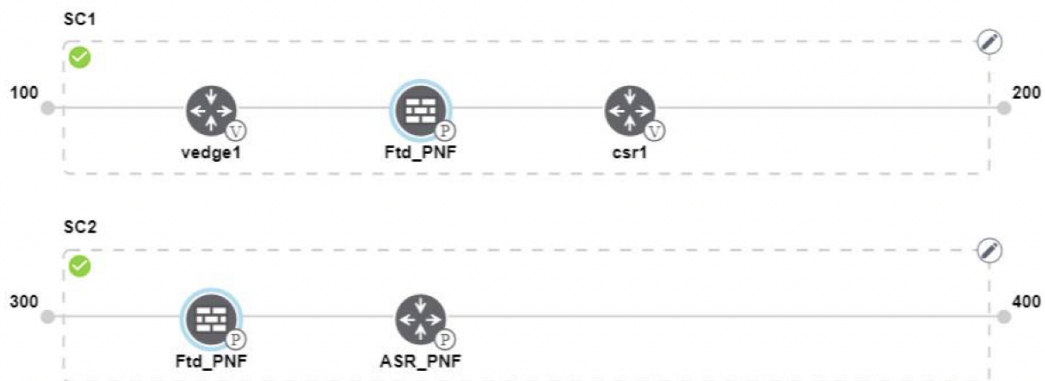 SC1
100
200
V
P
V
vedge1
Ftd_PNF
csr1
SC2
300
400
P
P
Ftd_PNF
ASR_PNF